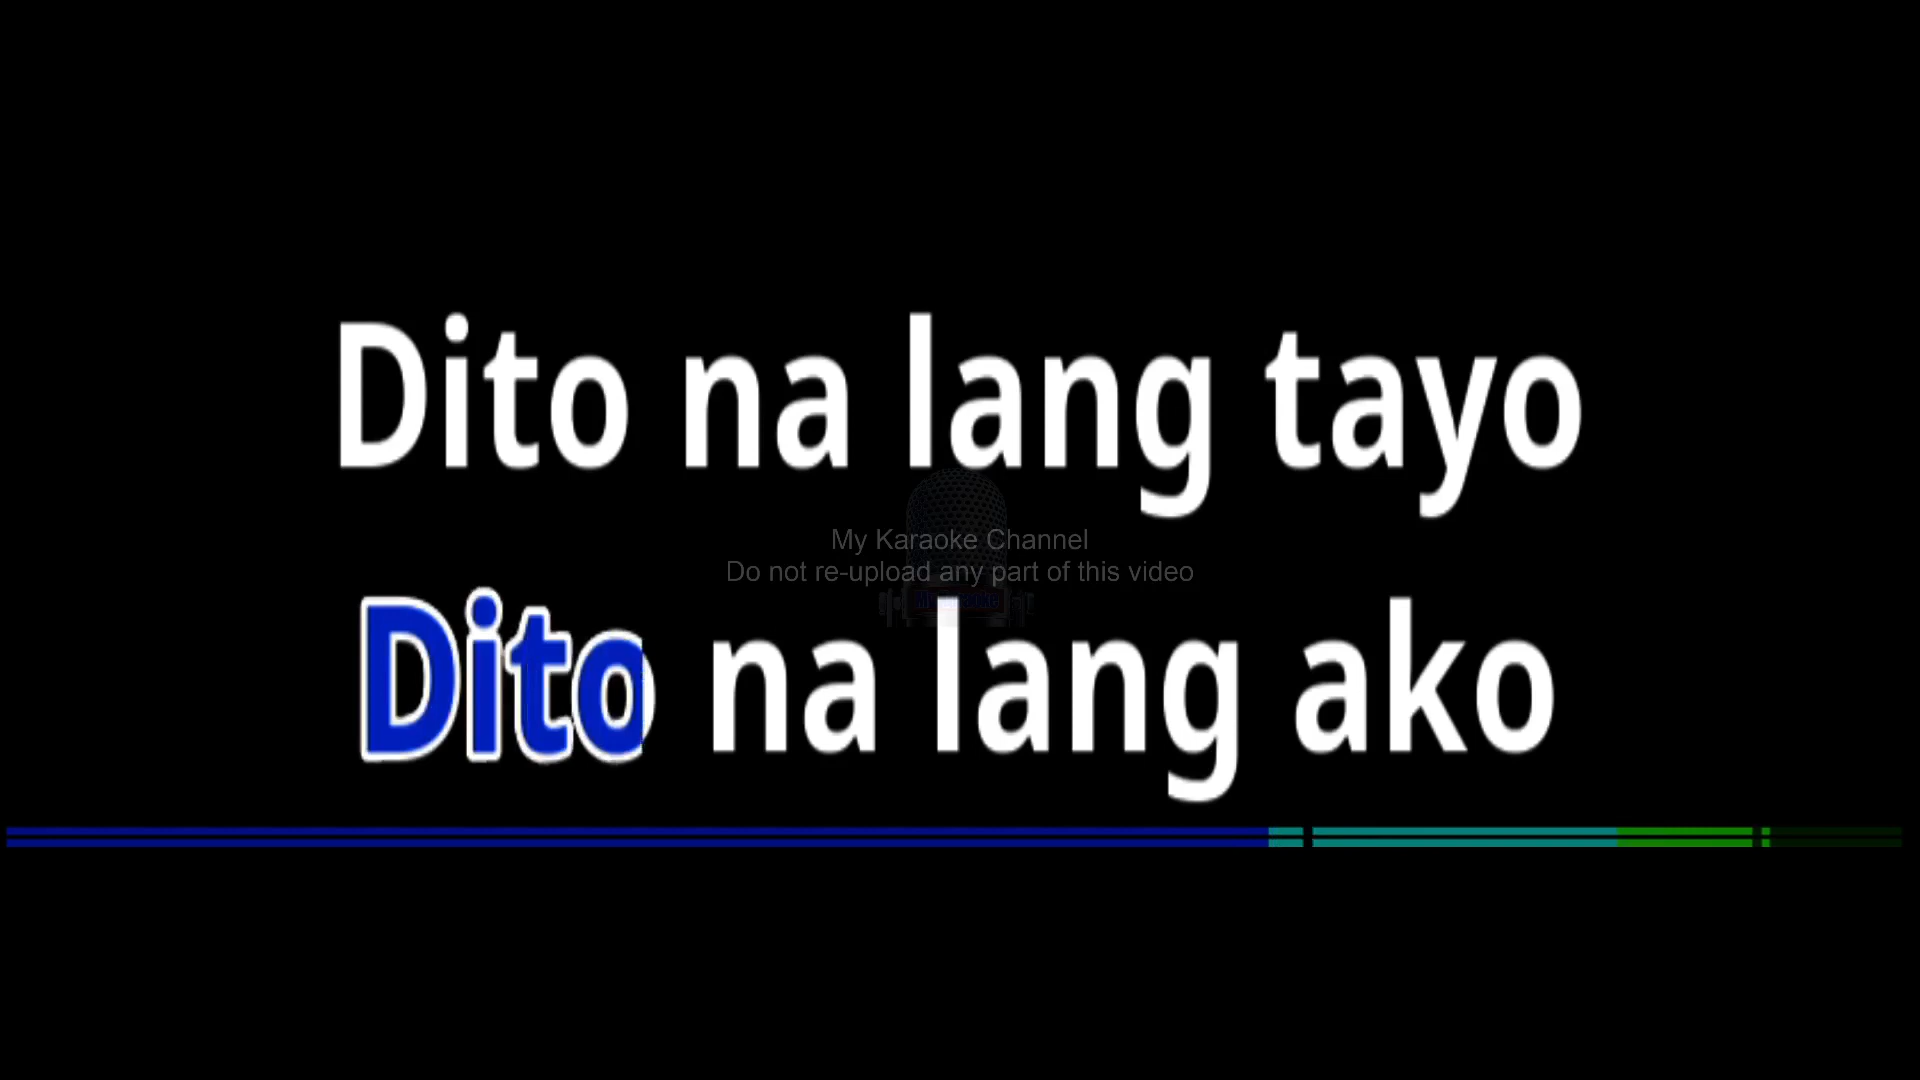 Dito na lang tayo
My Karaoke Channel
Do not re-upload any part of this video
Dito na lang ako